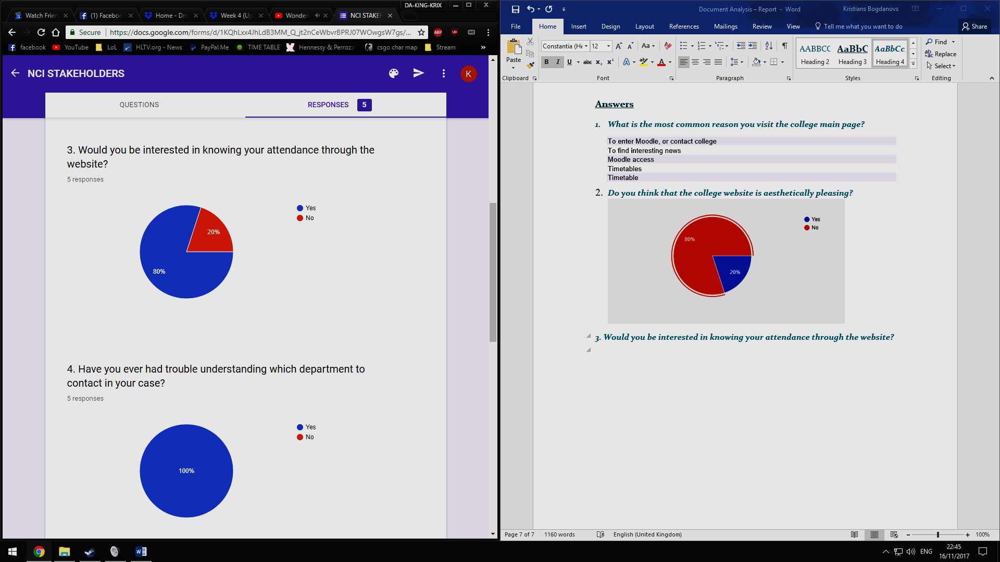 DA-KING-KRIX
Watch Frien
(1) Faceboo
Home - Dro
Week 4 (Up
Wonder
NCI STAKEH
Secure
https://docs.google.com/forms/d/1KQhLxx4JhLdB3MM_Q_jt2nCeWbvrBPRJ07WOwgsW7gs/...
ABP
facebook
YouTube
LoL
HLTV.org - News
PayPal.Me
TIME TABLE
Hennessy & Perrozzi
csgo char map
Stream
»
NCI STAKEHOLDERS
K
QUESTIONS
RESPONSES 5
3. Would you be interested in knowing your attendance through the
website?
5 responses
Yes
No
20%
80%
4. Have you ever had trouble understanding which department to
contact in your case?
5 responses
Yes
No
100%
Document Analysis – Report - Word
Kristians Bogdanovs
File Home Insert Design Layout References Mailings Review View Tell me what you want to do Share
Paste
Clipboard
Constantia (He 12
Aa
B I U abc x₂ x²
Font
Paragraph
AABBCC AaBbC AaBbCc
Heading 2 Heading 3 Heading 4
Styles
Find
Replace
Select
Editing
Answers
1. What is the most common reason you visit the college main page?
To enter Moodle, or contact college
To find interesting news
Moodle access
Timetables
Timetable
2. Do you think that the college website is aesthetically pleasing?
Yes
No
80%
20%
3. Would you be interested in knowing your attendance through the website?
Page 7 of 7 1160 words English (United Kingdom) 100%
ENG
22:45
16/11/2017